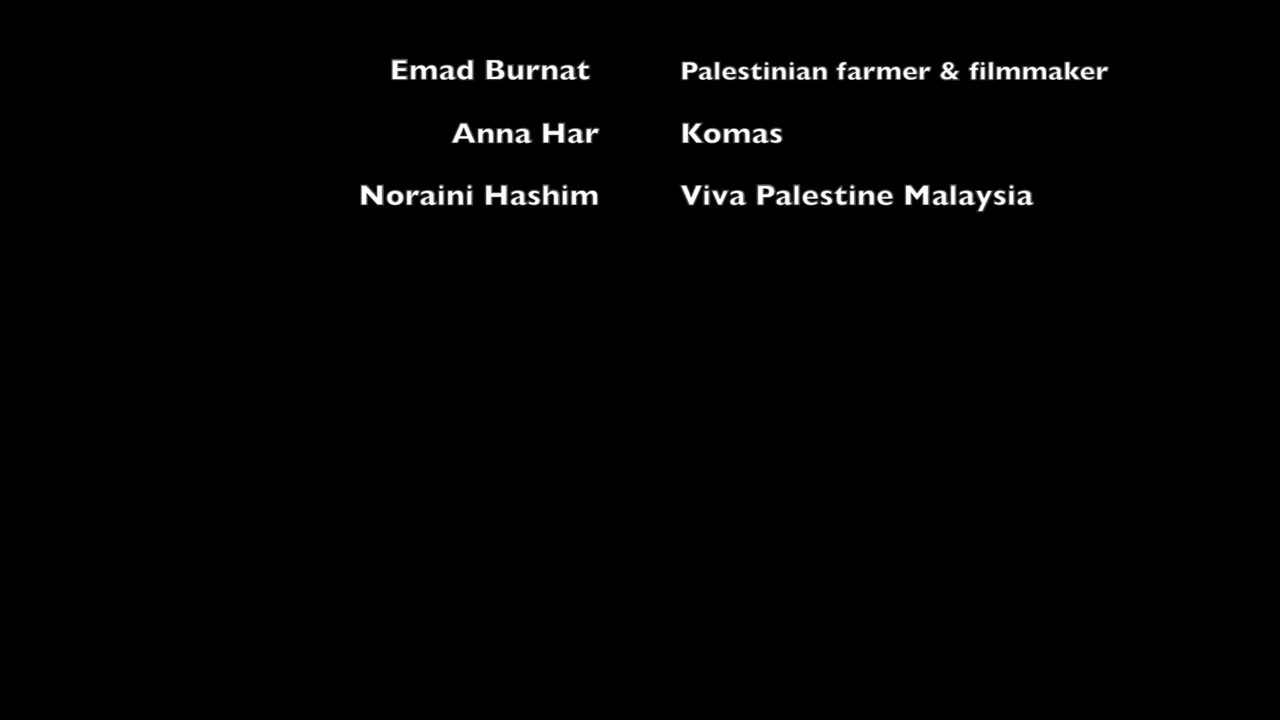 Emad Burnat Palestinian farmer & filmmaker
Anna Har Komas
Noraini Hashim Viva Palestine Malaysia